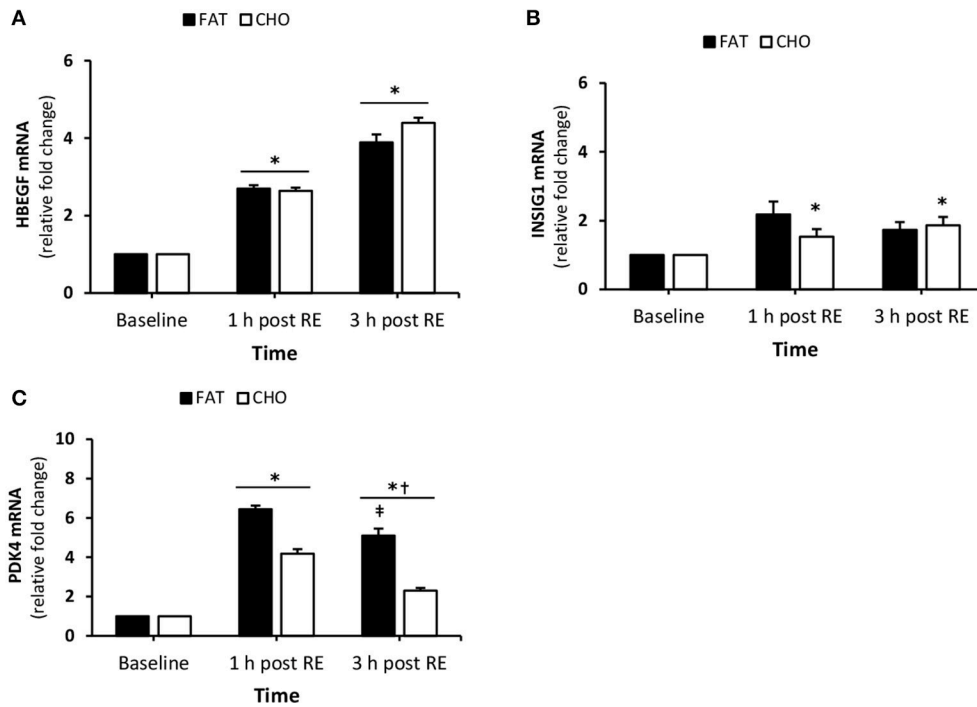 A
FAT CHO
HBEGF mRNA
(relative fold change)
6
4
2
0
*
*
Baseline 1 h post RE 3 h post RE
Time
B
FAT CHO
INSIG1 mRNA
(relative fold change)
6
4
2
0
*
*
Baseline 1 h post RE 3 h post RE
Time
C
FAT CHO
PDK4 mRNA
(relative fold change)
10
8
6
4
2
0
*
*†
‡
Baseline 1 h post RE 3 h post RE
Time